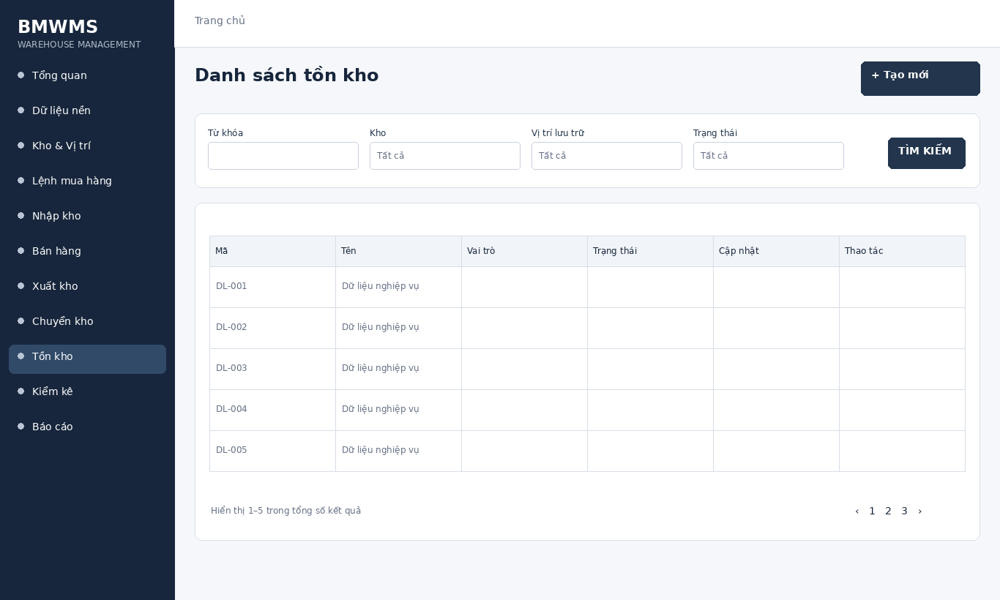 BMWMS
WAREHOUSE MANAGEMENT
Tổng quan
Dữ liệu nền
Kho & Vị trí
Lệnh mua hàng
Nhập kho
Bán hàng
Xuất kho
Chuyển kho
Tồn kho
Kiểm kê
Báo cáo
Trang chủ
Danh sách tồn kho
+ Tạo mới
Từ khóa Kho Vị trí lưu trữ Trạng thái
Tất cả Tất cả Tất cả
TÌM KIẾM
Mã Tên Vai trò Trạng thái Cập nhật Thao tác
DL-001 Dữ liệu nghiệp vụ
DL-002 Dữ liệu nghiệp vụ
DL-003 Dữ liệu nghiệp vụ
DL-004 Dữ liệu nghiệp vụ
DL-005 Dữ liệu nghiệp vụ
Hiển thị 1–5 trong tổng số kết quả
‹ 1 2 3 ›